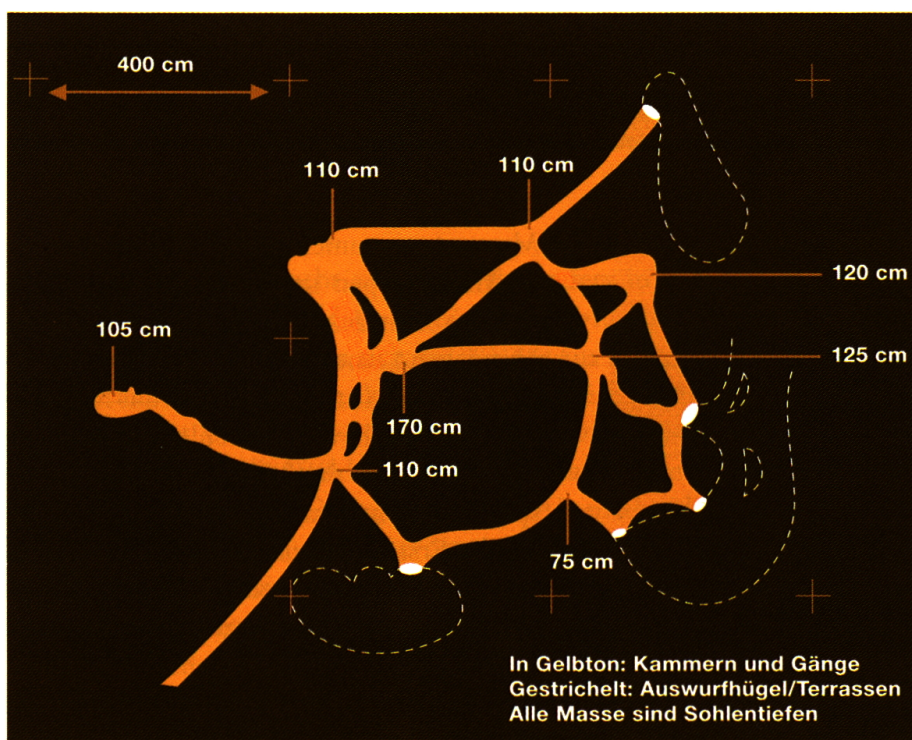 400 cm
110 cm
110 cm
120 cm
105 cm
125 cm
170 cm
110 cm
75 cm
In Gelbton: Kammern und Gänge
Gestrichelt: Auswurfhügel/Terrassen
Alle Masse sind Sohlentiefen